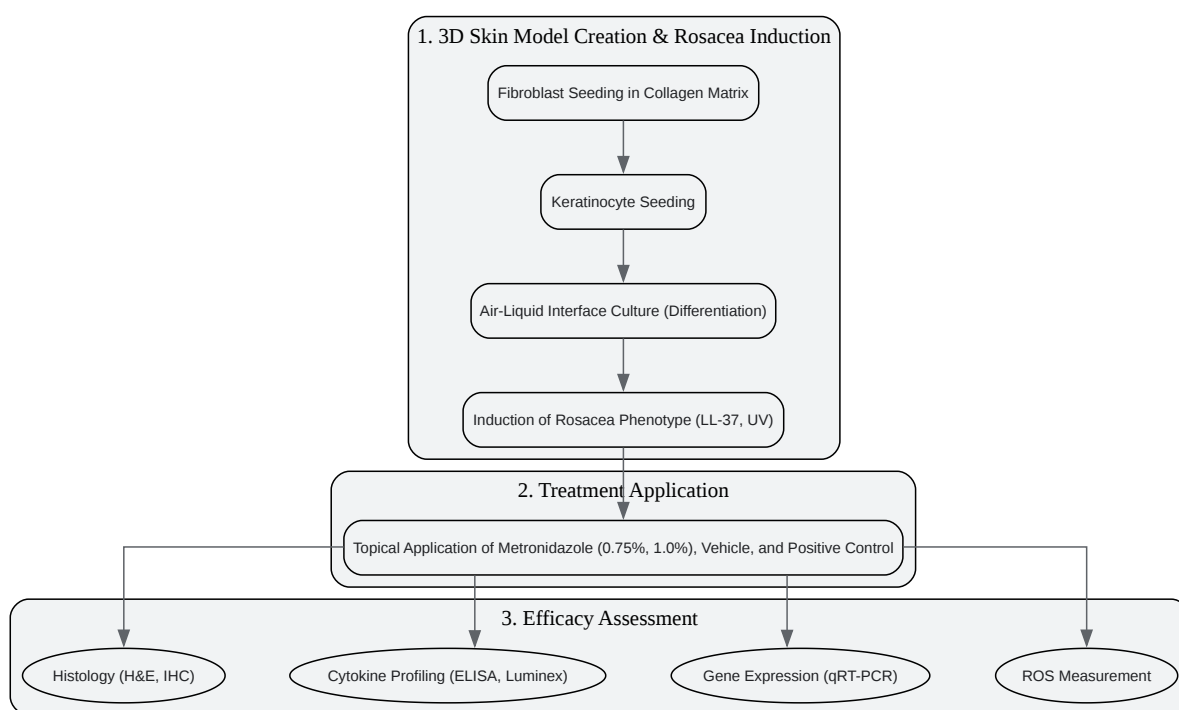 1. 3D Skin Model Creation & Rosacea Induction
Fibroblast Seeding in Collagen Matrix
Keratinocyte Seeding
Air-Liquid Interface Culture (Differentiation)
Induction of Rosacea Phenotype (LL-37, UV)
2. Treatment Application
Topical Application of Metronidazole (0.75%, 1.0%), Vehicle, and Positive Control
3. Efficacy Assessment
Histology (H&E, IHC)
Cytokine Profiling (ELISA, Luminex)
Gene Expression (qRT-PCR)
ROS Measurement